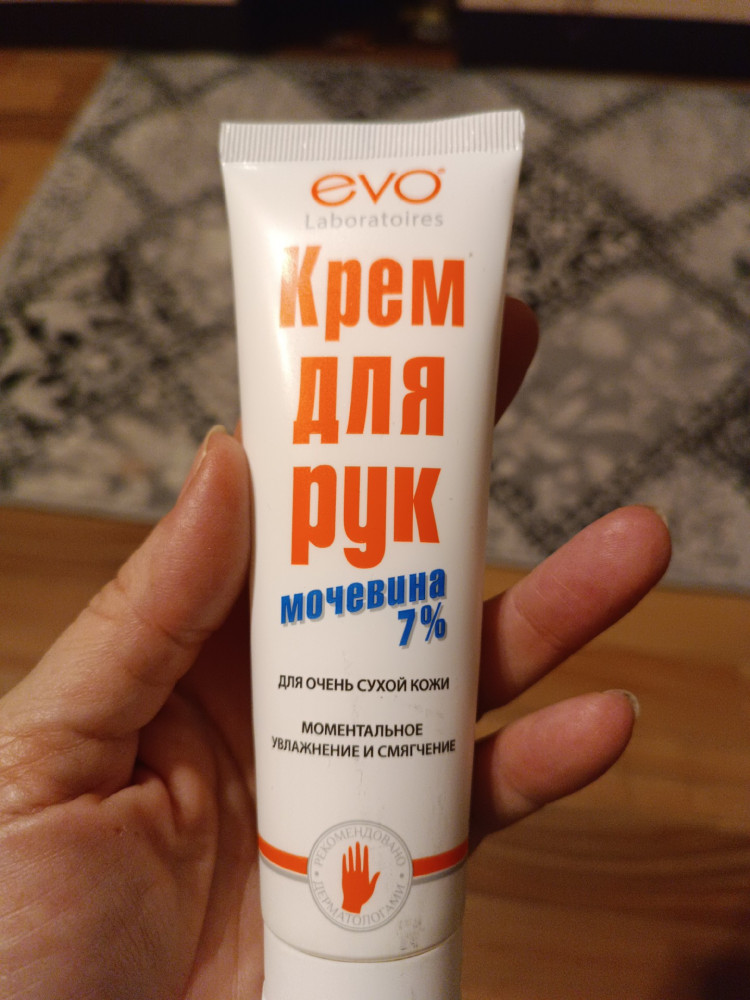 evo®
Laboratoires
Крем
для
рук
мочевина
7%
ДЛЯ ОЧЕНЬ СУХОЙ КОЖИ
МОМЕНТАЛЬНОЕ
УВЛАЖНЕНИЕ И СМЯГЧЕНИЕ
• РЕКОМЕНДОВАНО •
ДЕРМАТОЛОГАМИ